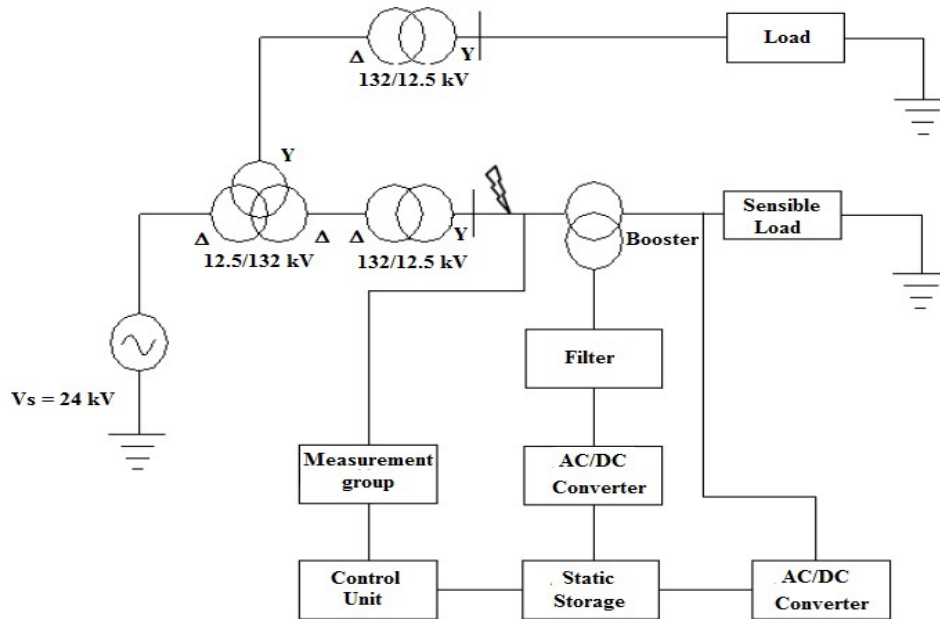 Δ
Y
132/12.5 kV
Load
Y
Δ
Δ
12.5/132 kV
Δ
Y
132/12.5 kV
Booster
Sensible
Load
Vs = 24 kV
Filter
Measurement
group
AC/DC
Converter
Control
Unit
Static
Storage
AC/DC
Converter